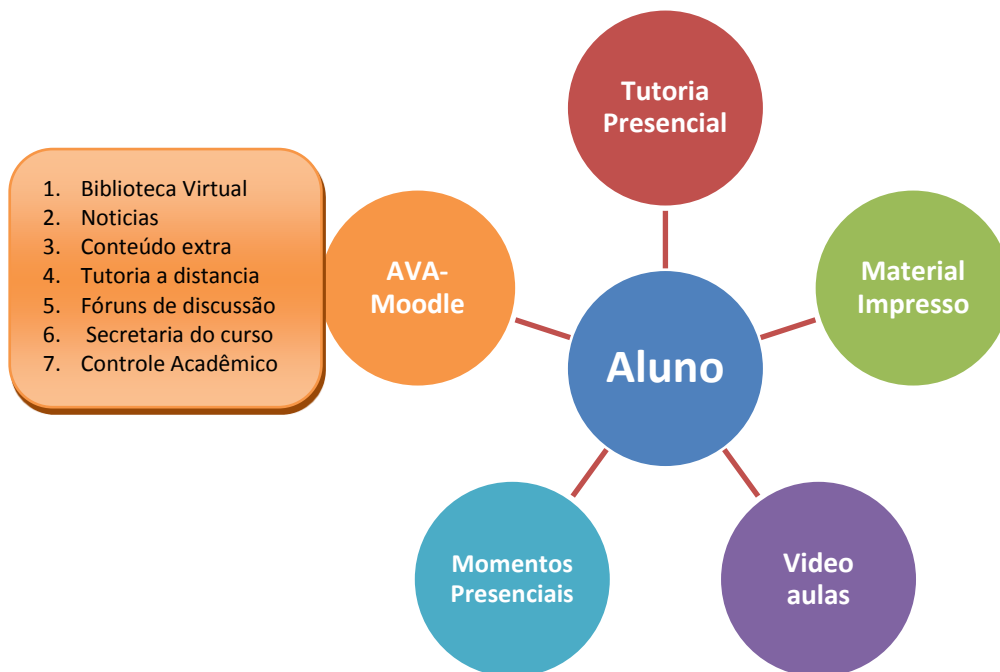 Tutoria
Presencial
1. Biblioteca Virtual
2. Noticias
3. Conteúdo extra
4. Tutoria a distancia
5. Fóruns de discussão
6. Secretaria do curso
7. Controle Acadêmico
AVA-
Moodle
Material
Impresso
Aluno
Momentos
Presenciais
Video
aulas